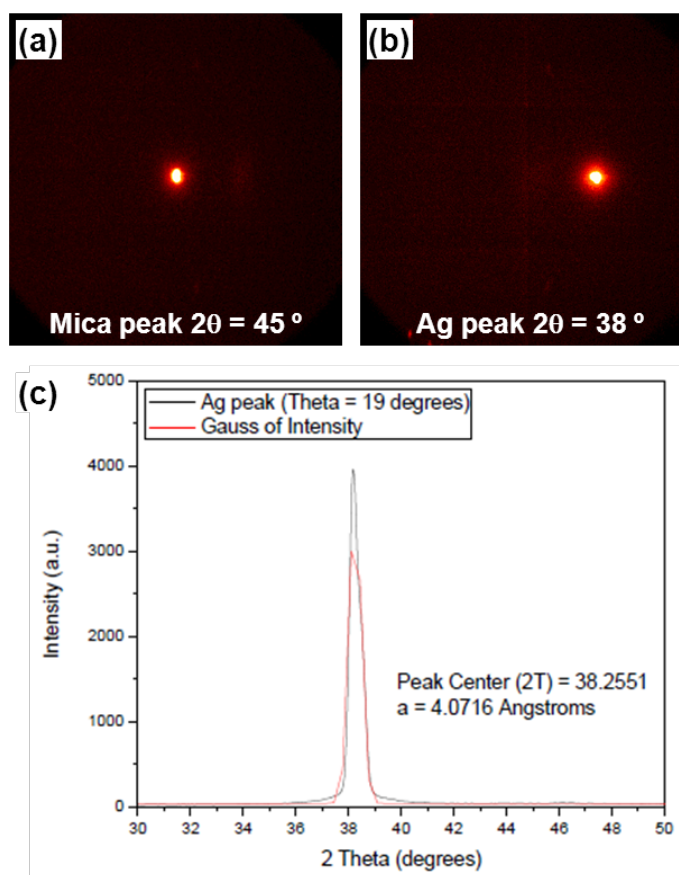 (a)
Mica peak 2θ = 45 º
(b)
Ag peak 2θ = 38 º
(c)
5000
4000
3000
2000
1000
0
Intensity (a.u.)
Ag peak (Theta = 19 degrees)
Gauss of Intensity
Peak Center (2T) = 38.2551
a = 4.0716 Angstroms
30 32 34 36 38 40 42 44 46 48 50
2 Theta (degrees)